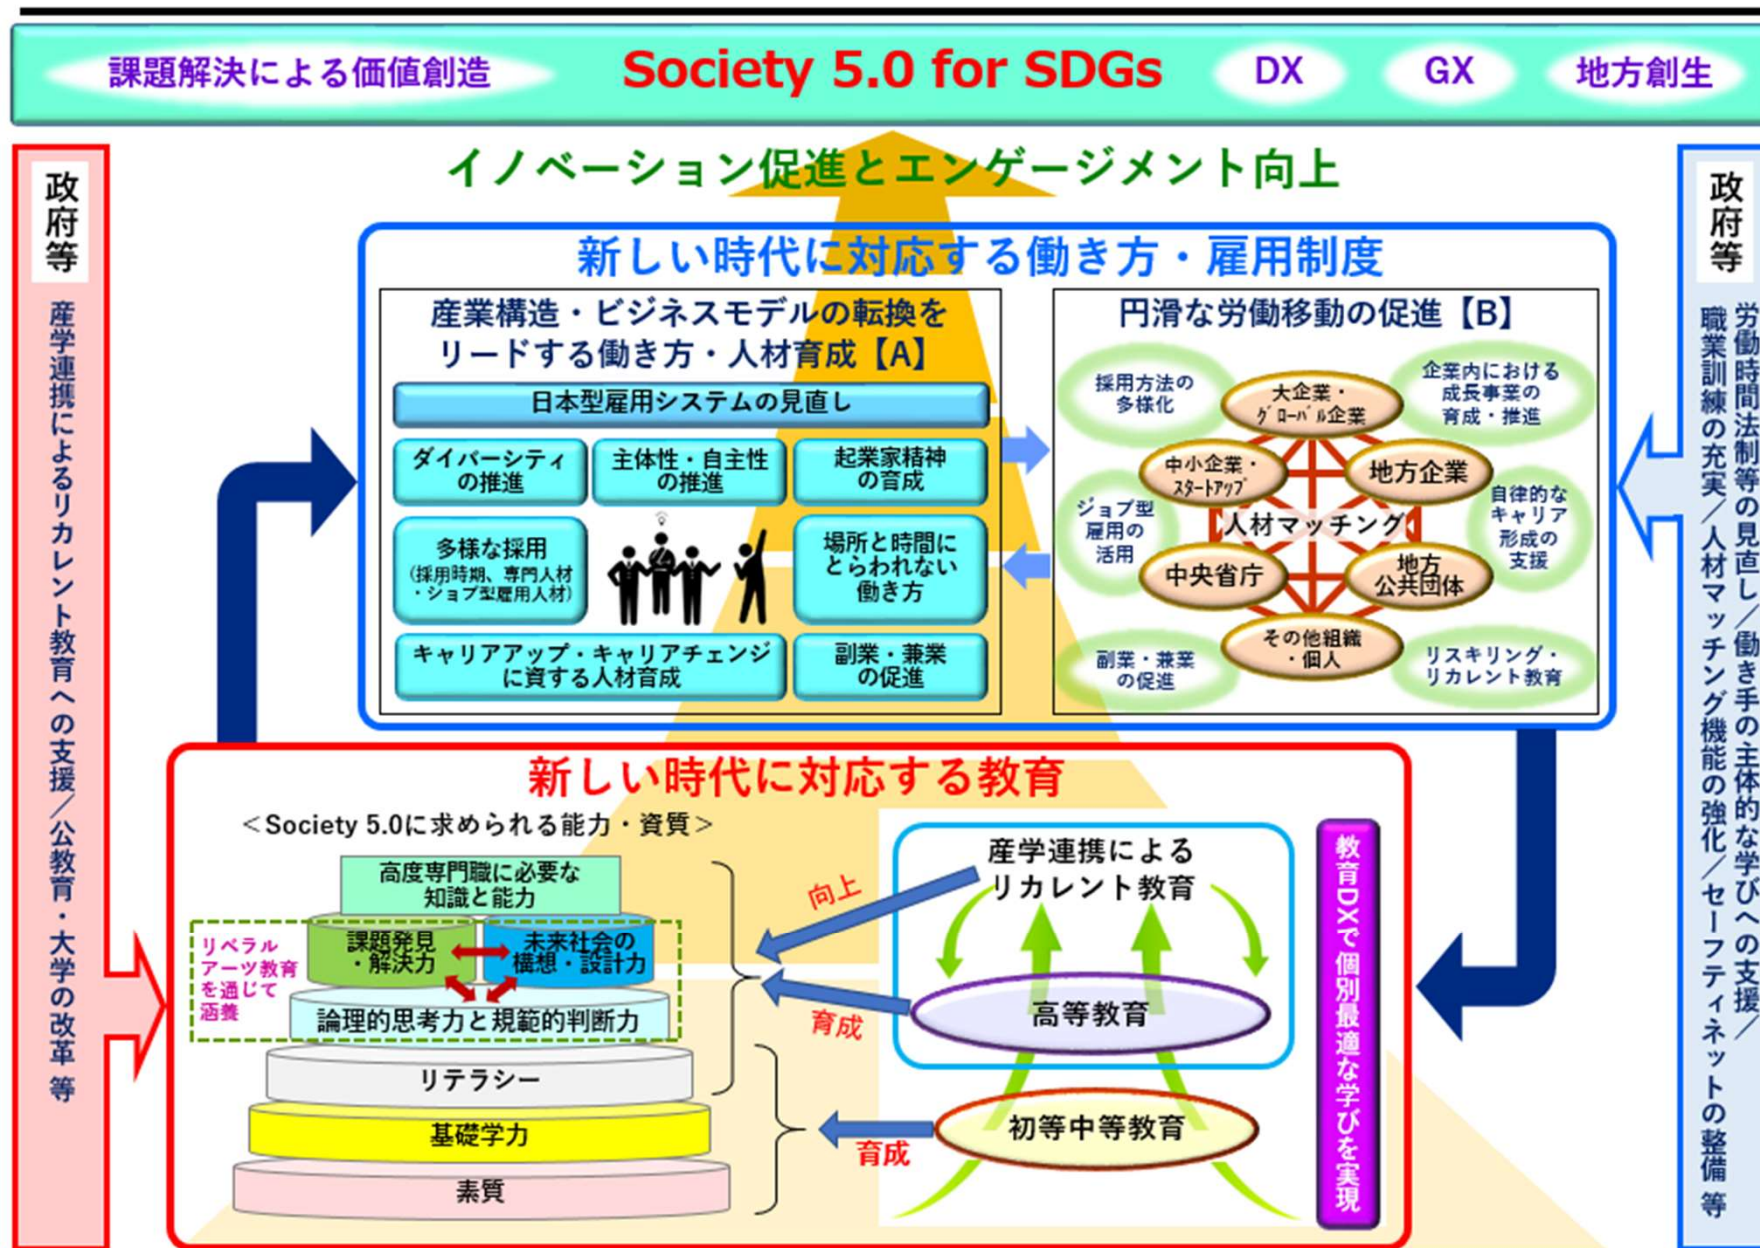 課題解決による価値創造
Society 5.0 for SDGs
DX
GX
地方創生
イノベーション促進とエンゲージメント向上
政府等
産学連携によるリカレント教育への支援／公教育・大学の改革 等
新しい時代に対応する働き方・雇用制度
産業構造・ビジネスモデルの転換を
リードする働き方・人材育成【A】
日本型雇用システムの見直し
ダイバーシティ
の推進
主体性・自主性
の推進
起業家精神
の育成
多様な採用
(採用時期、専門人材
・ジョブ型雇用人材)
場所と時間に
とらわれない
働き方
キャリアアップ・キャリアチェンジ
に資する人材育成
副業・兼業
の促進
円滑な労働移動の促進【B】
採用方法の
多様化
大企業・
ｸﾞﾛｰﾊﾞﾙ企業
企業内における
成長事業の
育成・推進
中小企業・
ｽﾀｰﾄｱｯﾌﾟ
地方企業
ジョブ型
雇用の
活用
人材マッチング
自律的な
キャリア
形成の
支援
中央省庁
地方
公共団体
その他組織
・個人
副業・兼業
の促進
リスキリング・
リカレント教育
政府等
労働時間法制等の見直し／働き手の主体的な学びへの支援／
職業訓練の充実／人材マッチング機能の強化／セーフティネットの整備 等
新しい時代に対応する教育
＜Society 5.0に求められる能力・資質＞
高度専門職に必要な
知識と能力
リベラル
アーツ教育
を通じて
涵養
課題発見
・解決力
未来社会の
構想・設計力
論理的思考力と規範的判断力
リテラシー
基礎学力
素質
向上
育成
育成
産学連携による
リカレント教育
高等教育
初等中等教育
教育DXで個別最適な学びを実現